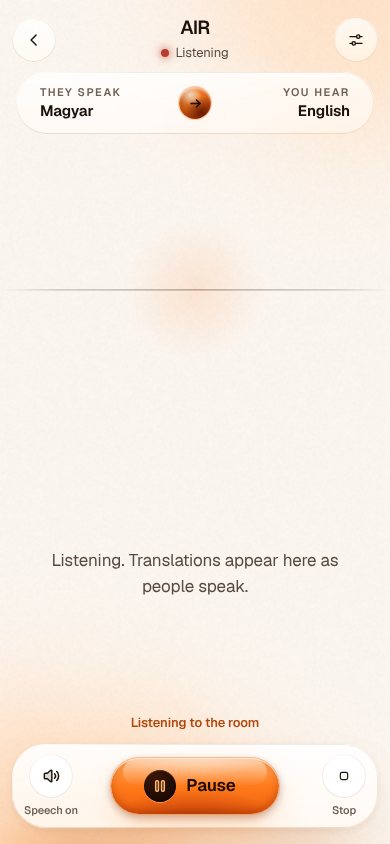 AIR
Listening
THEY SPEAK
Magyar
YOU HEAR
English
Listening. Translations appear here as
people speak.
Listening to the room
Speech on
Pause
Stop